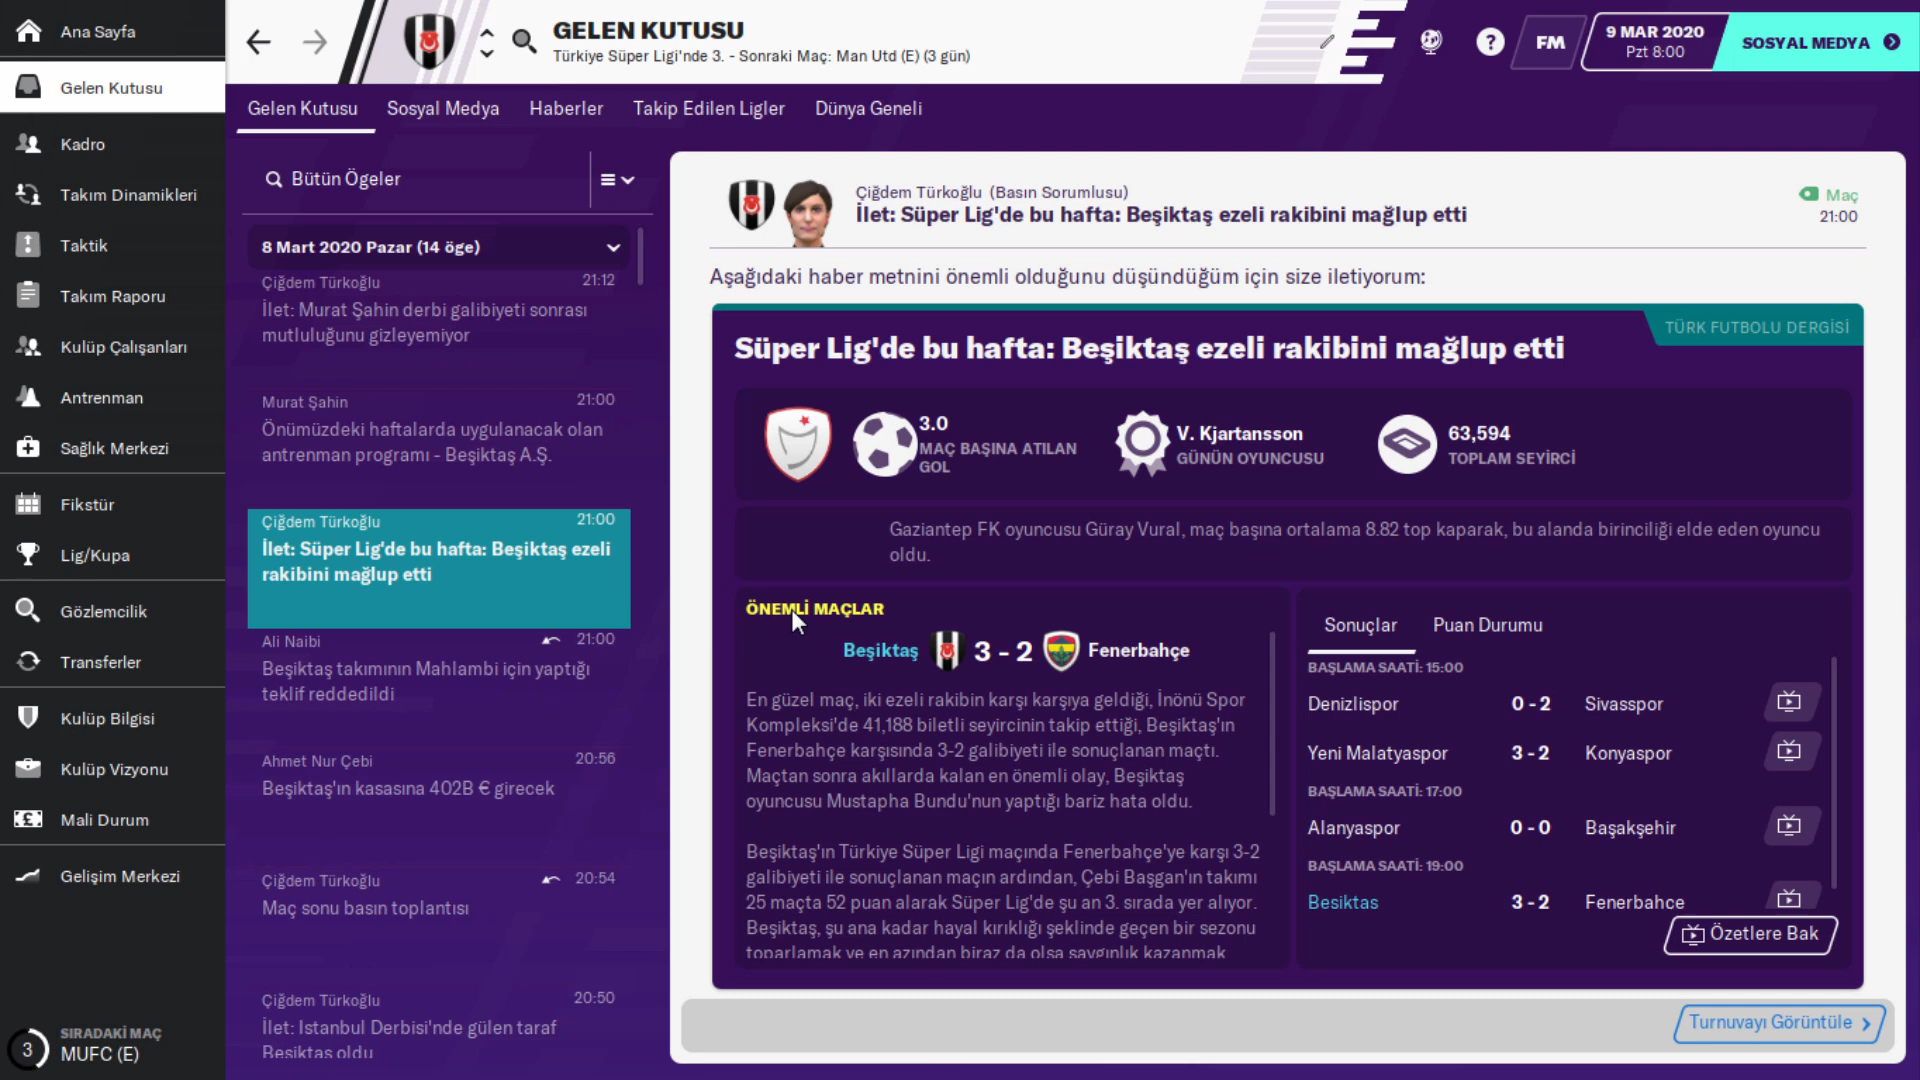 Ana Sayfa
Gelen Kutusu
Kadro
Takım Dinamikleri
Taktik
Takım Raporu
Kulüp Çalışanları
Antrenman
Sağlık Merkezi
Fikstür
Lig/Kupa
Gözlemcilik
Transferler
Kulüp Bilgisi
Kulüp Vizyonu
Mali Durum
Gelişim Merkezi
3
SIRADAKİ MAÇ
MUFC (E)
GELEN KUTUSU
Türkiye Süper Ligi'nde 3. - Sonraki Maç: Man Utd (E) (3 gün)
?
FM
9 MAR 2020
Pzt 8:00
SOSYAL MEDYA
Gelen Kutusu Sosyal Medya Haberler Takip Edilen Ligler Dünya Geneli
Bütün Ögeler
8 Mart 2020 Pazar (14 öge)
Çiğdem Türkoğlu 21:12
İlet: Murat Şahin derbi galibiyeti sonrası
mutluluğunu gizleyemiyor
Murat Şahin 21:00
Önümüzdeki haftalarda uygulanacak olan
antrenman programı - Beşiktaş A.Ş.
Çiğdem Türkoğlu 21:00
İlet: Süper Lig'de bu hafta: Beşiktaş ezeli
rakibini mağlup etti
Ali Naibi 21:00
Beşiktaş takımının Mahlambi için yaptığı
teklif reddedildi
Ahmet Nur Çebi 20:56
Beşiktaş'ın kasasına 402B € girecek
Çiğdem Türkoğlu 20:54
Maç sonu basın toplantısı
Çiğdem Türkoğlu 20:50
İlet: Istanbul Derbisi'nde gülen taraf
Beşiktaş oldu
Çiğdem Türkoğlu (Basın Sorumlusu)
İlet: Süper Lig'de bu hafta: Beşiktaş ezeli rakibini mağlup etti
Maç
21:00
Aşağıdaki haber metnini önemli olduğunu düşündüğüm için size iletiyorum:
TÜRK FUTBOLU DERGİSİ
Süper Lig'de bu hafta: Beşiktaş ezeli rakibini mağlup etti
3.0
MAÇ BAŞINA ATILAN
GOL
V. Kjartansson
GÜNÜN OYUNCUSU
63,594
TOPLAM SEYİRCİ
Gaziantep FK oyuncusu Güray Vural, maç başına ortalama 8.82 top kaparak, bu alanda birinciliği elde eden oyuncu
oldu.
ÖNEMLİ MAÇLAR
Beşiktaş 3 - 2 Fenerbahçe
En güzel maç, iki ezeli rakibin karşı karşıya geldiği, İnönü Spor
Kompleksi'de 41,188 biletli seyircinin takip ettiği, Beşiktaş'ın
Fenerbahçe karşısında 3-2 galibiyeti ile sonuçlanan maçtı.
Maçtan sonra akıllarda kalan en önemli olay, Beşiktaş
oyuncusu Mustapha Bundu'nun yaptığı bariz hata oldu.
Beşiktaş'ın Türkiye Süper Ligi maçında Fenerbahçe'ye karşı 3-2
galibiyeti ile sonuçlanan maçın ardından, Çebi Başgan'ın takımı
25 maçta 52 puan alarak Süper Lig'de şu an 3. sırada yer alıyor.
Beşiktaş, şu ana kadar hayal kırıklığı şeklinde geçen bir sezonu
toparlamak ve en azından biraz da olsa saygınlık kazanmak
Sonuçlar Puan Durumu
BAŞLAMA SAATİ: 15:00
Denizlispor 0 - 2 Sivasspor
Yeni Malatyaspor 3 - 2 Konyaspor
BAŞLAMA SAATİ: 17:00
Alanyaspor 0 - 0 Başakşehir
BAŞLAMA SAATİ: 19:00
Beşiktaş 3 - 2 Fenerbahçe
Özetlere Bak
Turnuvayı Görüntüle